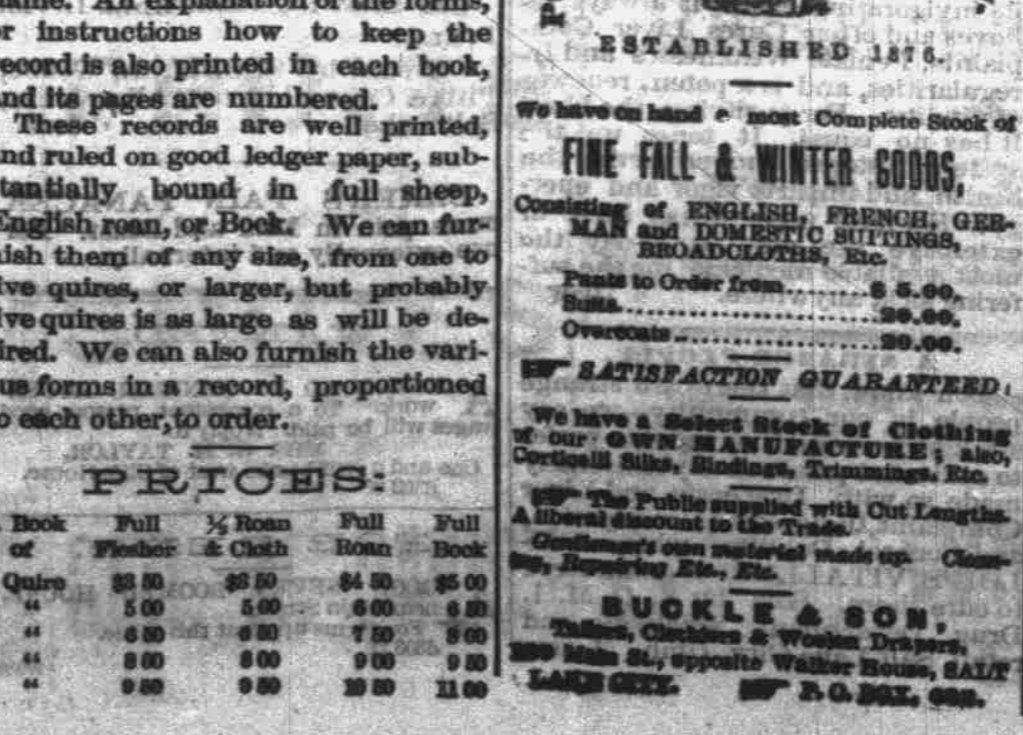 name. An explanation of the forms,
or instructions how to keep the
record is also printed in each book,
and its pages are numbered.
These records are well printed,
and ruled on good ledger paper, sub-
stantially bound in full sheep,
English roan, or Bock. We can fur-
nish them of any size, from one to
five quires, or larger, but probably
five quires is as large as will be de-
sired. We can also furnish the vari-
ous forms in a record, proportioned
to each other, to order.
PRICES:
Book Full ½ Roan Full Full
of Flesher & Cloth Roan Bock
Quire $3 50 $3 50 $4 50 $5 00
" 5 00 5 00 6 00 6 50
" 6 50 6 50 7 50 8 00
" 8 00 8 00 9 00 9 50
" 9 50 9 50 10 50 11 00
ESTABLISHED 1876.
We have on hand a most Complete Stock of
FINE FALL & WINTER GOODS,
Consisting of ENGLISH, FRENCH, GER-
MAN and DOMESTIC SUITINGS,
BROADCLOTHS, Etc.
Pants to Order from........$ 5.00,
Suits........................20.00.
Overcoats..................20.00.
☞ SATISFACTION GUARANTEED:
We have a Select Stock of Clothing
of our OWN MANUFACTURE; also,
Corticelli Silks, Bindings, Trimmings, Etc.
☞ The Public supplied with Cut Lengths.
A liberal discount to the Trade.
Gentlemen's own material made up. Clean-
ing, Repairing Etc., Etc.
BUCKLE & SON,
Tailors, Clothiers & Woolen Drapers,
Main St., opposite Walker House, SALT
LAKE CITY. ☞ P. O. BOX.